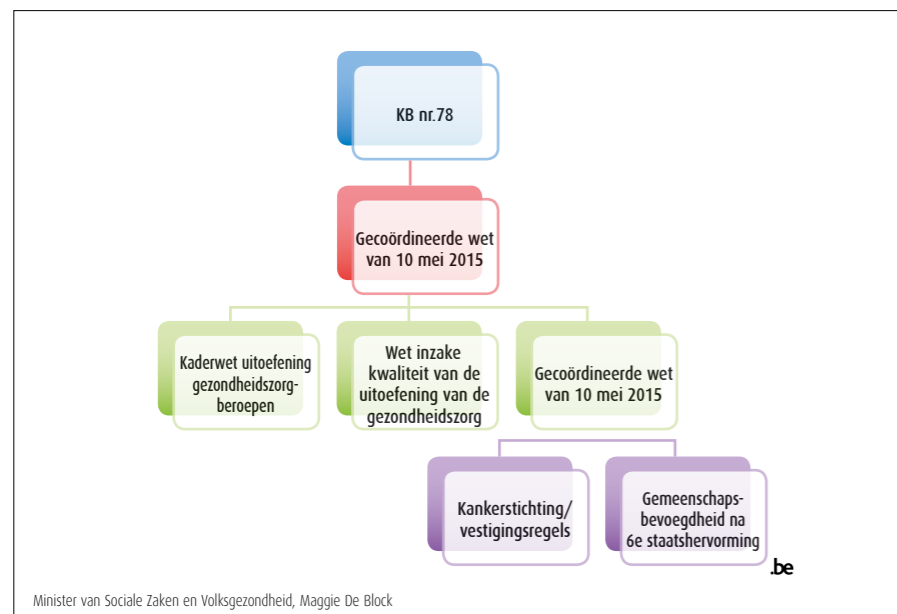 KB nr.78
Gecoördineerde wet
van 10 mei 2015
Kaderwet uitoefening
gezondheidszorg-
beroepen
Wet inzake
kwaliteit van de
uitoefening van de
gezondheidszorg
Gecoördineerde wet
van 10 mei 2015
Kankerstichting/
vestigingsregels
Gemeenschaps-
bevoegdheid na
6e staatshervorming
.be
Minister van Sociale Zaken en Volksgezondheid, Maggie De Block